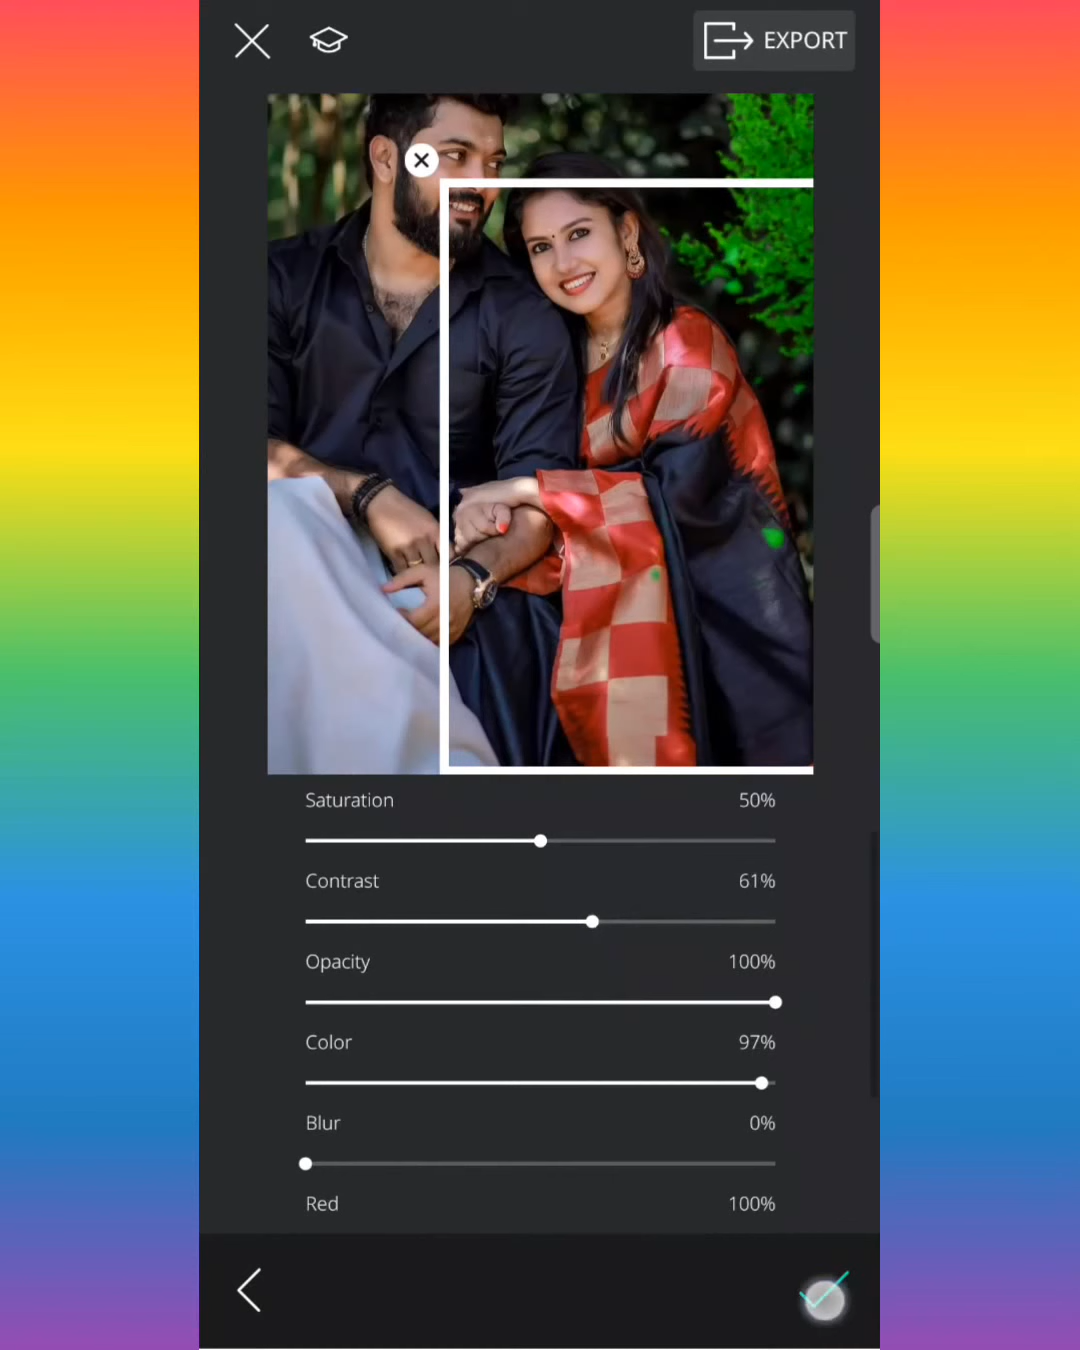 EXPORT
Saturation 50%
Contrast 61%
Opacity 100%
Color 97%
Blur 0%
Red 100%